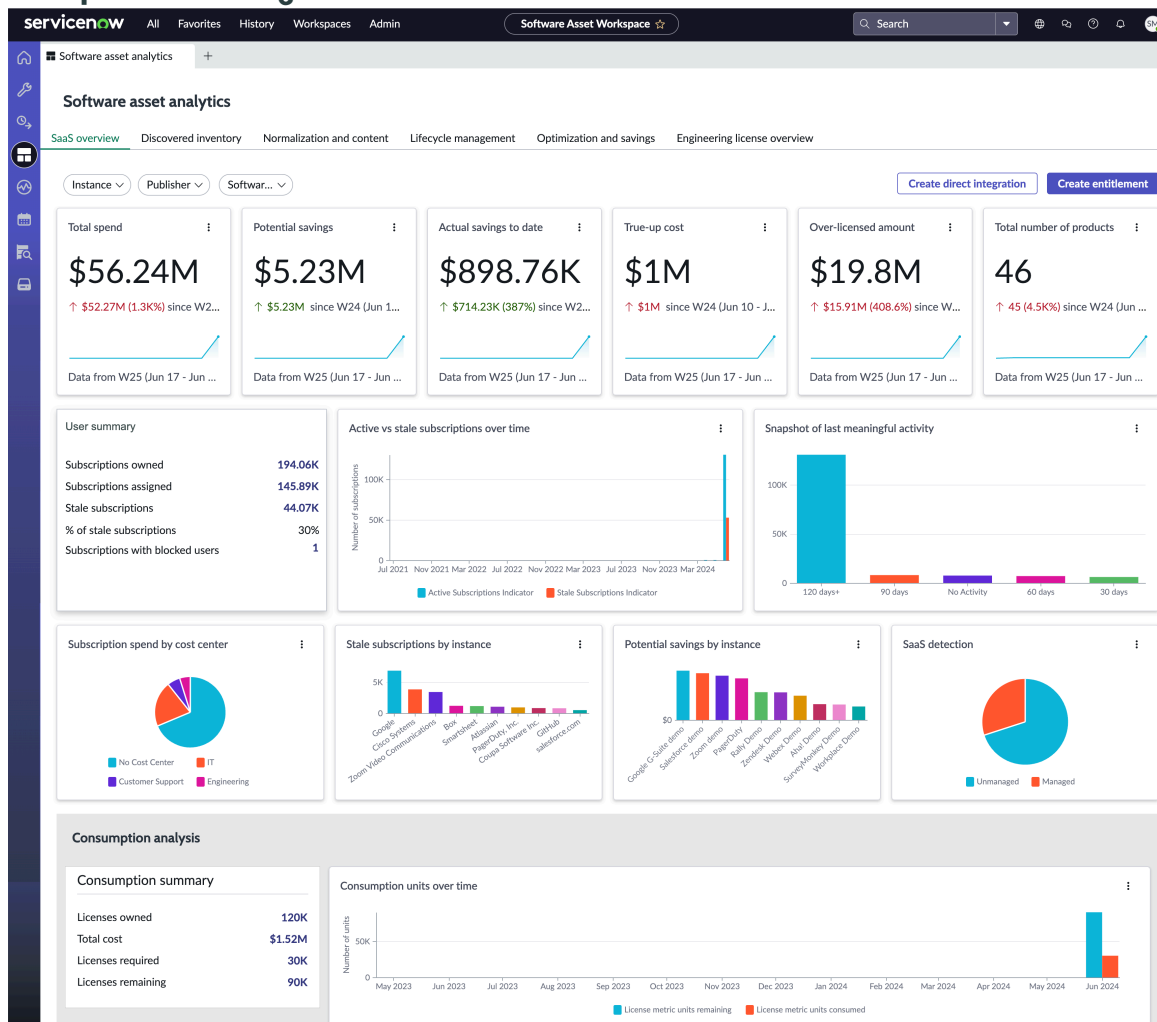 servicenow All Favorites History Workspaces Admin Software Asset Workspace Search SM
Software asset analytics
Software asset analytics
SaaS overview Discovered inventory Normalization and content Lifecycle management Optimization and savings Engineering license overview
Instance Publisher Softwar... Create direct integration Create entitlement
Total spend Potential savings Actual savings to date True-up cost Over-licensed amount Total number of products
$56.24M $5.23M $898.76K $1M $19.8M 46
↑ $52.27M (1.3K%) since W2... ↑ $5.23M since W24 (Jun 1... ↑ $714.23K (387%) since W2... ↑ $1M since W24 (Jun 10 - J... ↑ $15.91M (408.6%) since W... ↑ 45 (4.5K%) since W24 (Jun ...
Data from W25 (Jun 17 - Jun ... Data from W25 (Jun 17 - Jun ... Data from W25 (Jun 17 - Jun ... Data from W25 (Jun 17 - Jun ... Data from W25 (Jun 17 - Jun ... Data from W25 (Jun 17 - Jun ...
User summary
Subscriptions owned 194.06K
Subscriptions assigned 145.89K
Stale subscriptions 44.07K
% of stale subscriptions 30%
Subscriptions with blocked users 1
Active vs stale subscriptions over time
Number of subscriptions
100K
50K
0
Jul 2021 Nov 2021 Mar 2022 Jul 2022 Nov 2022 Mar 2023 Jul 2023 Nov 2023 Mar 2024
Active Subscriptions Indicator Stale Subscriptions Indicator
Snapshot of last meaningful activity
100K
50K
0
120 days+ 90 days No Activity 60 days 30 days
Subscription spend by cost center
No Cost Center IT
Customer Support Engineering
Stale subscriptions by instance
5K
0
Google Cisco Systems Zoom Video Communications Box Smartsheet Atlassian PagerDuty, Inc. Coupa Software Inc. GitHub salesforce.com
Potential savings by instance
$0
Google G-Suite demo Salesforce demo Zoom demo PagerDuty Rally Demo Zendesk Demo Webex Demo Aha! Demo SurveyMonkey Demo Workplace Demo
SaaS detection
Unmanaged Managed
Consumption analysis
Consumption summary
Licenses owned 120K
Total cost $1.52M
Licenses required 30K
Licenses remaining 90K
Consumption units over time
Number of units
50K
0
May 2023 Jun 2023 Jul 2023 Aug 2023 Sep 2023 Oct 2023 Nov 2023 Dec 2023 Jan 2024 Feb 2024 Mar 2024 Apr 2024 May 2024 Jun 2024
License metric units remaining License metric units consumed